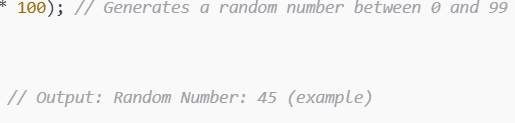 * 100); // Generates a random number between 0 and 99
// Output: Random Number: 45 (example)